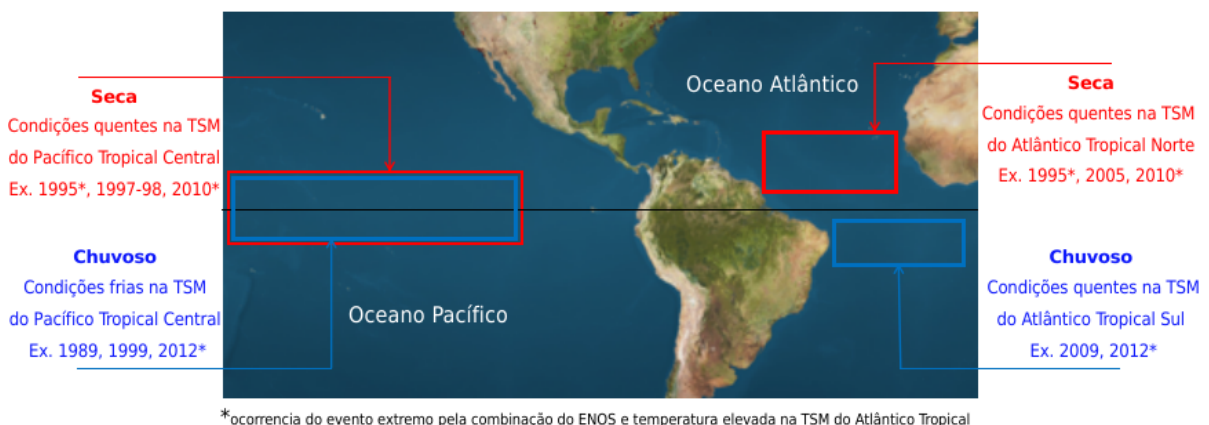 Oceano Atlântico
Seca
Condições quentes na TSM
do Pacífico Tropical Central
Ex. 1995*, 1997-98, 2010*
Seca
Condições quentes na TSM
do Atlântico Tropical Norte
Ex. 1995*, 2005, 2010*
Chuvoso
Condições frias na TSM
do Pacífico Tropical Central
Ex. 1989, 1999, 2012*
Oceano Pacífico
Chuvoso
Condições quentes na TSM
do Atlântico Tropical Sul
Ex. 2009, 2012*
*ocorrencia do evento extremo pela combinação do ENOS e temperatura elevada na TSM do Atlântico Tropical